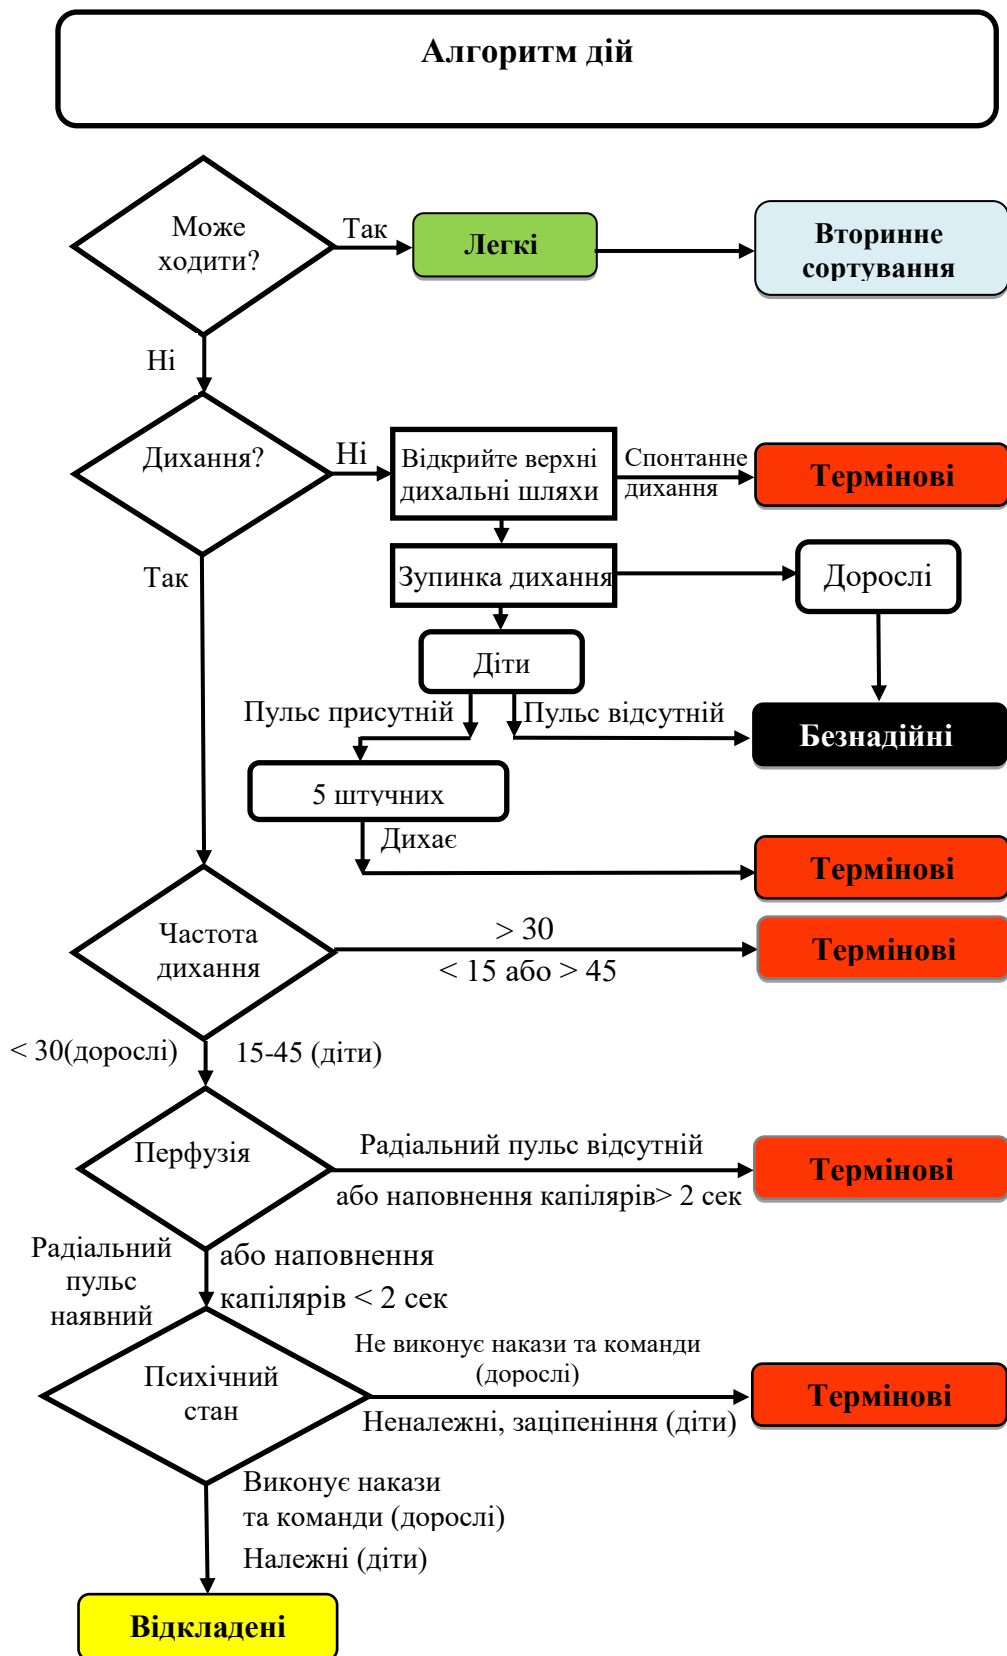 Алгоритм дій
Може
ходити?
Так
Легкі
Вторинне
сортування
Ні
Дихання?
Ні
Відкрийте верхні
дихальні шляхи
Спонтанне
дихання
Термінові
Так
Зупинка дихання
Дорослі
Діти
Пульс присутній
Пульс відсутній
Безнадійні
5 штучних
Дихає
Термінові
Частота
дихання
> 30
< 15 або > 45
Термінові
< 30(дорослі)
15-45 (діти)
Перфузія
Радіальний пульс відсутній
або наповнення капілярів> 2 сек
Термінові
Радіальний
пульс
наявний
або наповнення
капілярів < 2 сек
Психічний
стан
Не виконує накази та команди
(дорослі)
Неналежні, заціпеніння (діти)
Термінові
Виконує накази
та команди (дорослі)
Належні (діти)
Відкладені